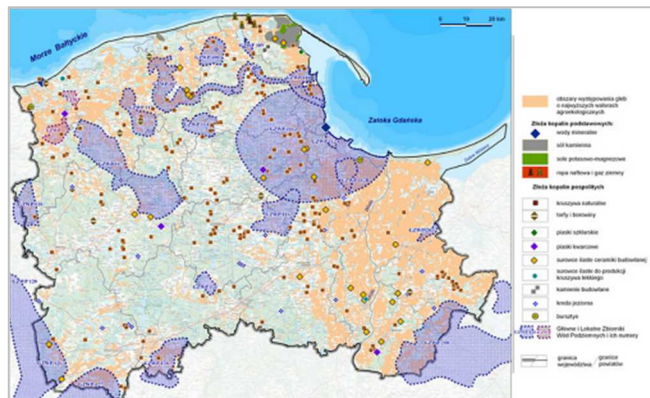 Morze Bałtyckie
0 10 20 km
Zatoka Gdańska
obszary występowania gleb
o najwyższych walorach
agroekologicznych
Złoża kopalin podstawowych:
wody mineralne
sól kamienna
sole potasowo-magnezowe
ropa naftowa i gaz ziemny
Złoża kopalin pospolitych
kruszywa naturalne
torfy i borowiny
piaski szklarskie
piaski kwarcowe
surowce ilaste ceramiki budowlanej
surowce ilaste do produkcji
kruszywa lekkiego
kamienie budowlane
kreda jeziorna
bursztyn
Główne i Lokalne Zbiorniki
Wód Podziemnych i ich numery
granica
województwa
granice
powiatów